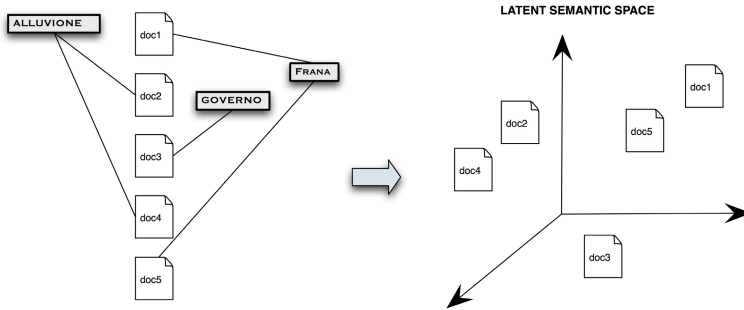 ALLUVIONE
doc1
doc2
GOVERNO
FRANA
doc3
doc4
doc5
LATENT SEMANTIC SPACE
doc1
doc2
doc5
doc4
doc3